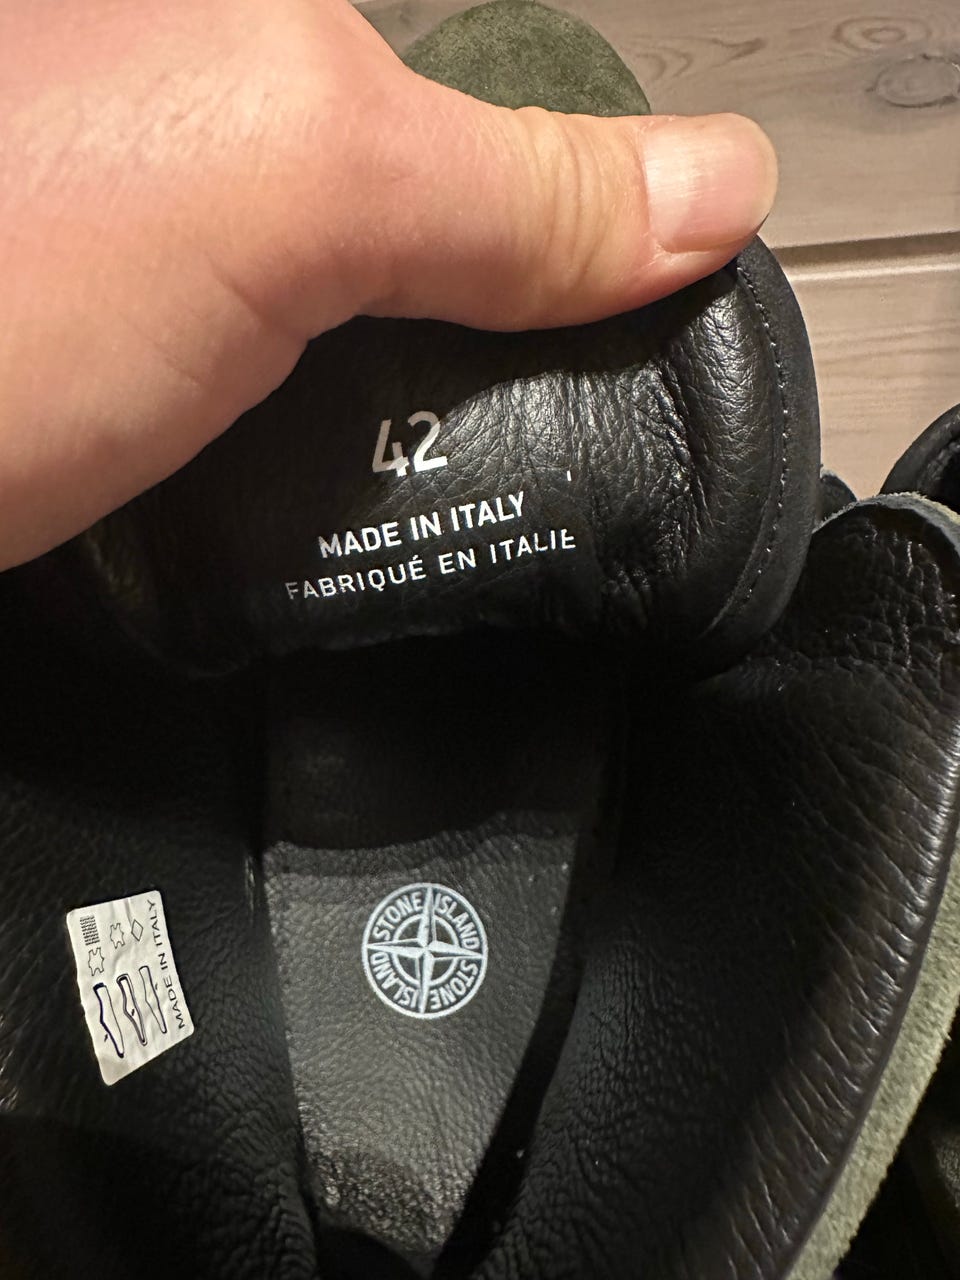 42
MADE IN ITALY
FABRIQUÉ EN ITALIE
STONE ISLAND STONE ISLAND
MADE IN ITALY